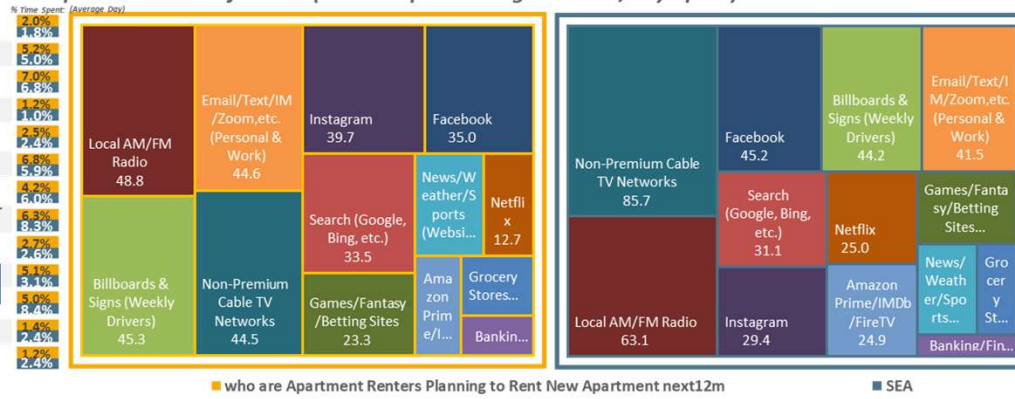 % Time Spent: (Average Day)
2.0%
1.8%
5.2%
5.0%
7.0%
6.8%
1.2%
1.0%
2.5%
2.4%
6.8%
5.9%
4.2%
6.0%
6.3%
8.3%
2.7%
2.6%
5.1%
3.1%
5.0%
8.4%
1.4%
2.4%
1.2%
2.4%
Local AM/FM
Radio
48.8
Billboards &
Signs (Weekly
Drivers)
45.3
Email/Text/IM
/Zoom,etc.
(Personal &
Work)
44.6
Non-Premium
Cable TV
Networks
44.5
Instagram
39.7
Facebook
35.0
Search (Google,
Bing, etc.)
33.5
Games/Fantasy
/Betting Sites
23.3
News/W
eather/S
ports
(Websi...
Netfli
x
12.7
Ama
zon
Prim
e/I...
Grocery
Stores...
Bankin...
Non-Premium Cable
TV Networks
85.7
Local AM/FM Radio
63.1
Facebook
45.2
Billboards &
Signs (Weekly
Drivers)
44.2
Email/Text/I
M/Zoom,etc.
(Personal &
Work)
41.5
Search
(Google, Bing,
etc.)
31.1
Instagram
29.4
Netflix
25.0
Amazon
Prime/IMDb
/FireTV
24.9
Games/Fanta
sy/Betting
Sites...
News/
Weath
er/Spo
rts...
Gro
cer
y
St...
Banking/Fin...
who are Apartment Renters Planning to Rent New Apartment next12m
SEA